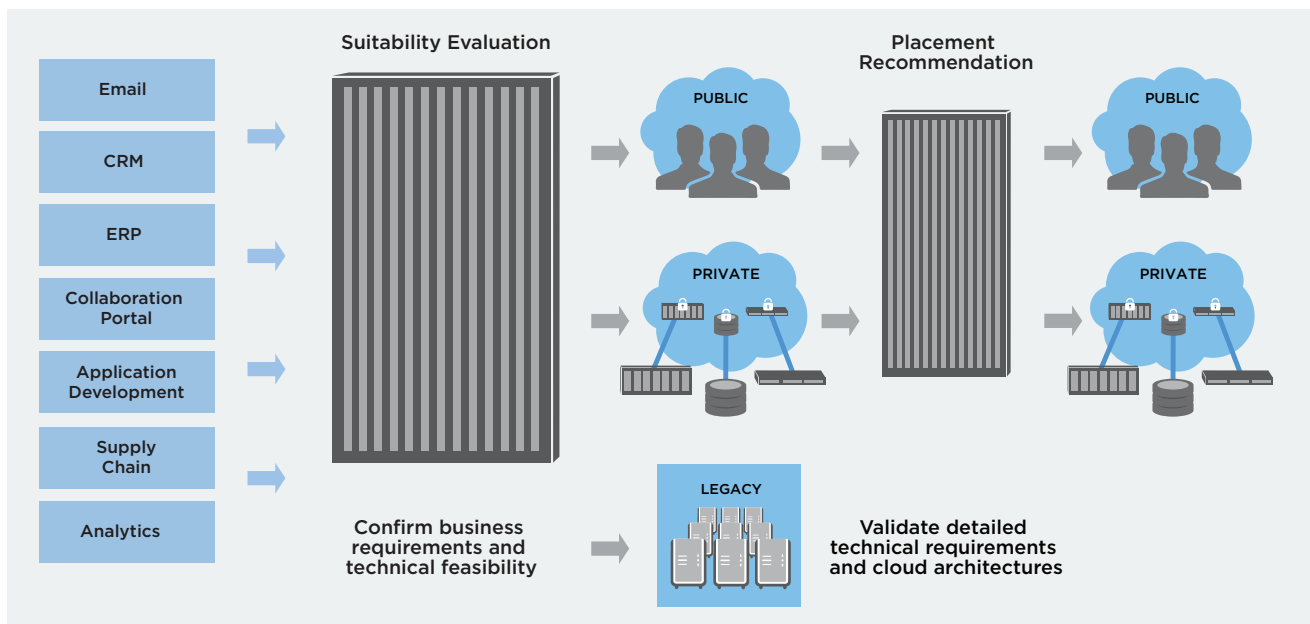 Email
CRM
ERP
Collaboration
Portal
Application
Development
Supply
Chain
Analytics
Suitability Evaluation
Confirm business
requirements and
technical feasibility
PUBLIC
PRIVATE
LEGACY
Placement
Recommendation
Validate detailed
technical requirements
and cloud architectures
PUBLIC
PRIVATE